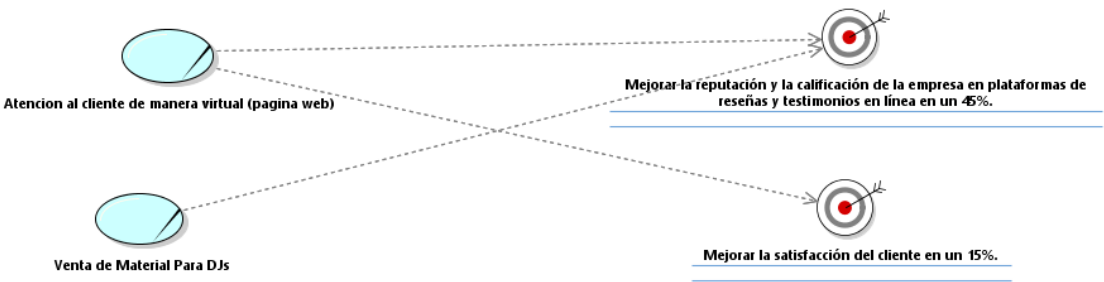 Atencion al cliente de manera virtual (pagina web)
Mejorar la reputación y la calificación de la empresa en plataformas de
reseñas y testimonios en línea en un 45%.
Venta de Material Para DJs
Mejorar la satisfacción del cliente en un 15%.